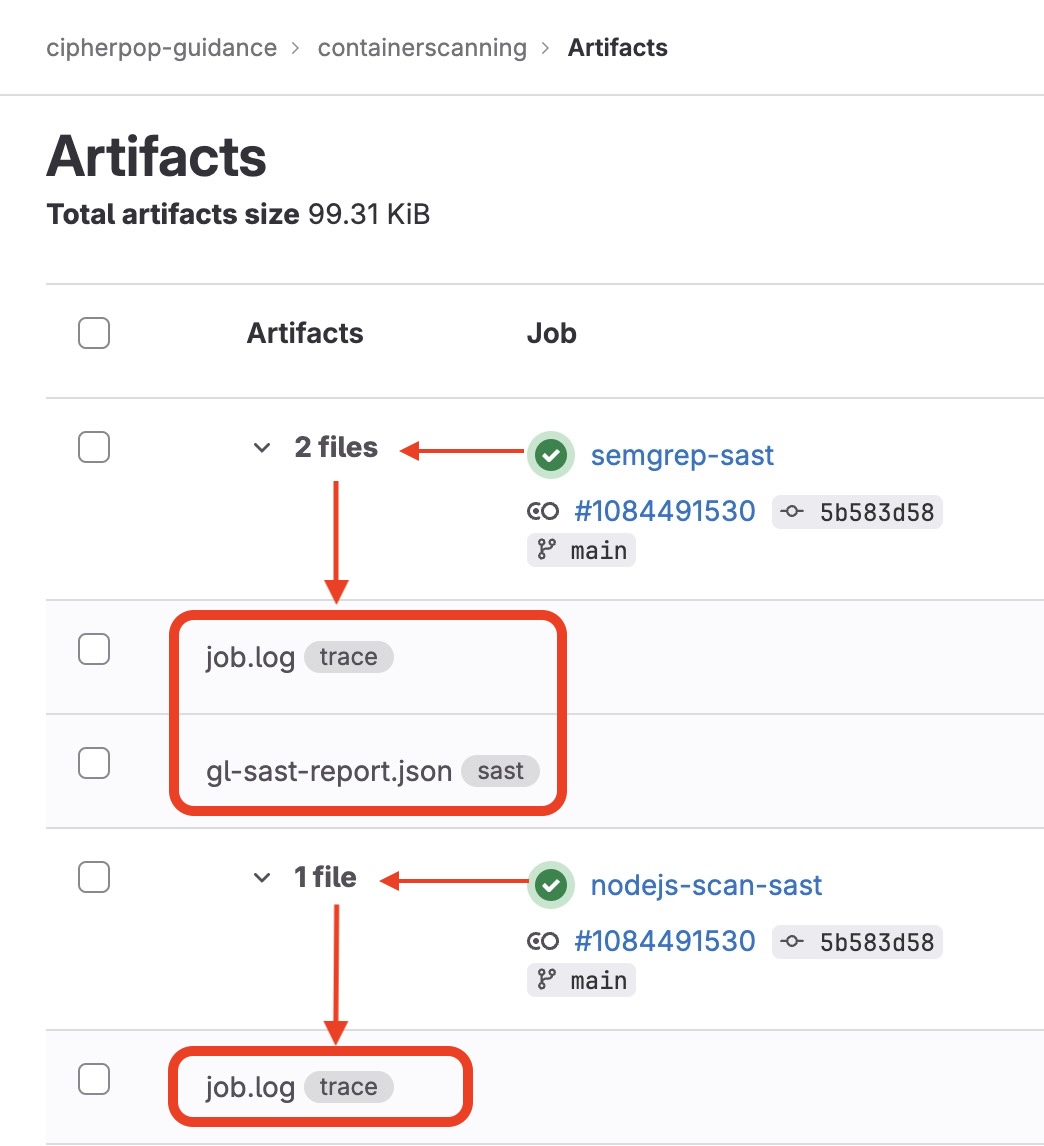 cipherpop-guidance > containerscanning > Artifacts
Artifacts
Total artifacts size 99.31 KiB
Artifacts Job
2 files semgrep-sast
#1084491530 5b583d58
main
job.log trace
gl-sast-report.json sast
1 file nodejs-scan-sast
#1084491530 5b583d58
main
job.log trace